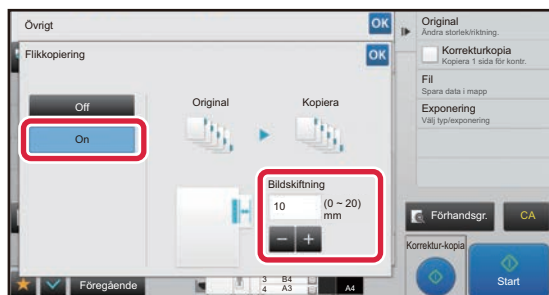 Övrigt
OK
Flikkopiering
OK
Off
On
Original
Kopiera
Bildskiftning
10
(0 ~ 20)
mm
Original
Ändra storlek/riktning.
Korrekturkopia
Kopiera 1 sida för kontr.
Fil
Spara data i mapp
Exponering
Välj typ/exponering
Förhandsgr.
CA
Korrektur-kopia
Start
Föregående
3 B4
4 A3
A4